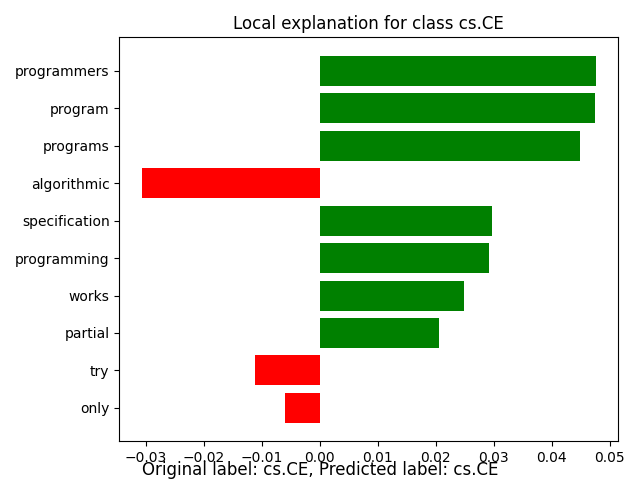 Local explanation for class cs.CE
programmers
program
programs
algorithmic
specification
programming
works
partial
try
only
−0.03 −0.02 −0.01 0.00 0.01 0.02 0.03 0.04 0.05
Original label: cs.CE, Predicted label: cs.CE